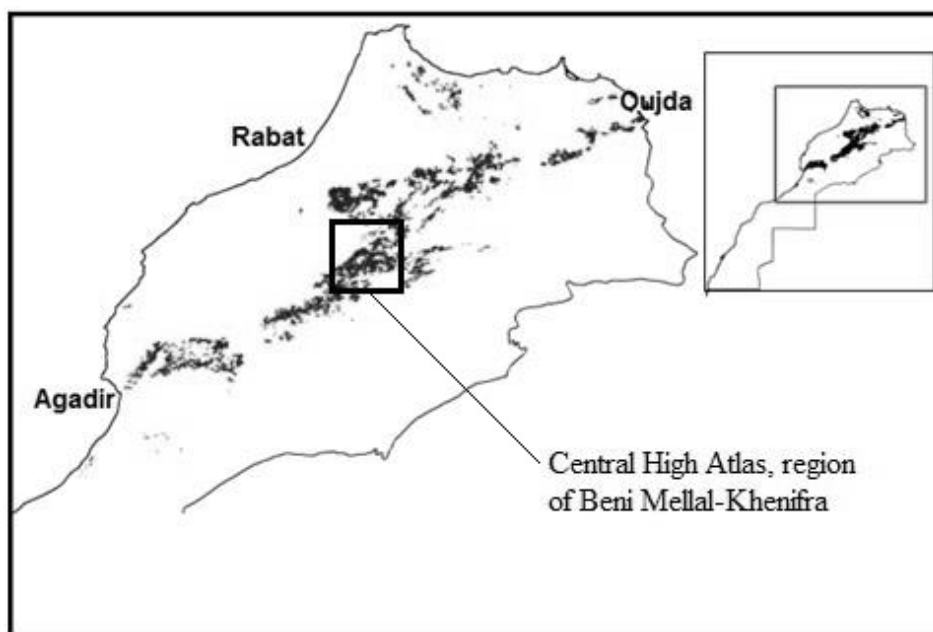 Oujda
Rabat
Agadir
Central High Atlas, region
of Beni Mellal-Khenifra